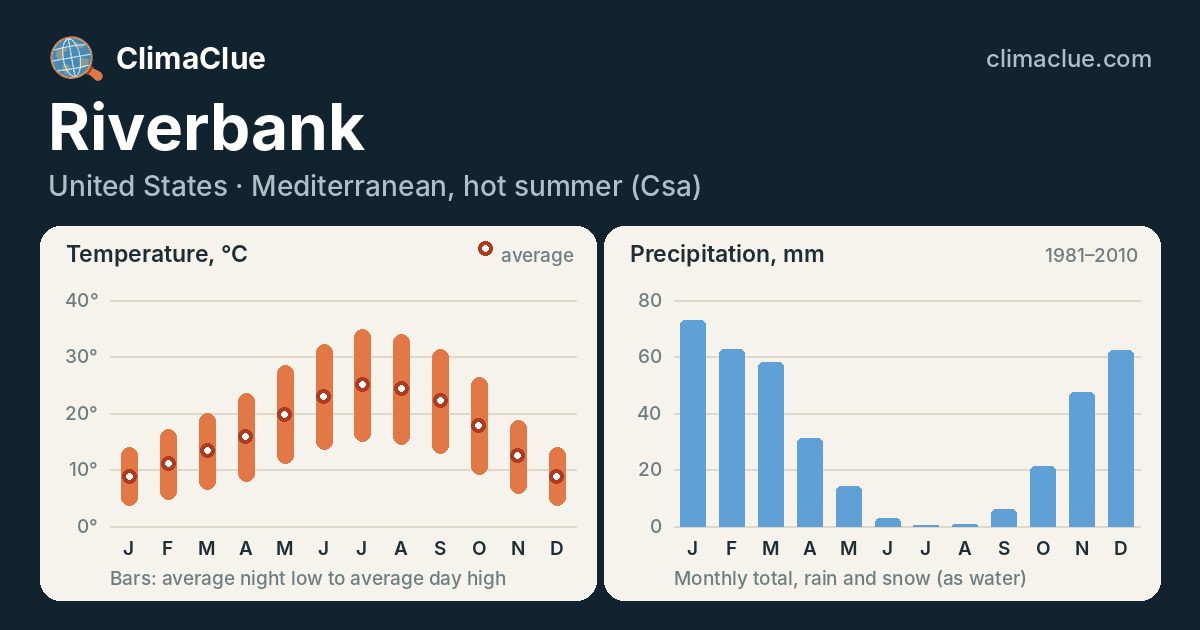 ClimaClue
climaclue.com
Riverbank
United States · Mediterranean, hot summer (Csa)
Temperature, °C
average
40°
30°
20°
10°
0°
J F M A M J J A S O N D
Bars: average night low to average day high
Precipitation, mm
1981–2010
80
60
40
20
0
J F M A M J J A S O N D
Monthly total, rain and snow (as water)